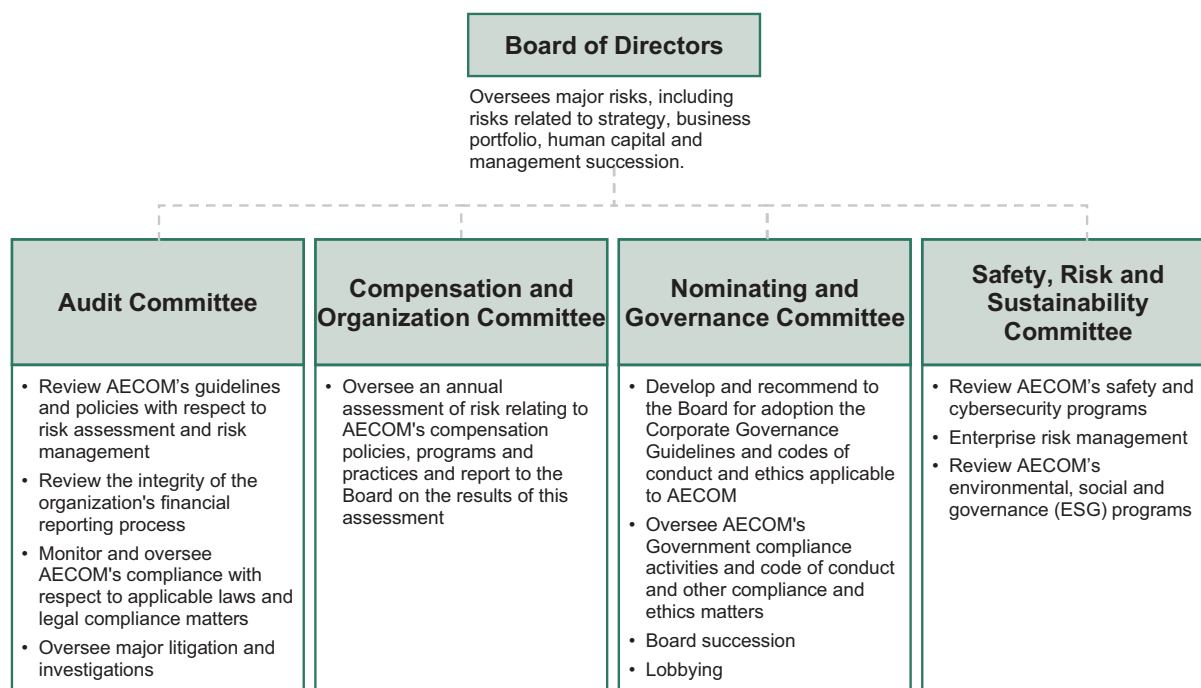 Board of Directors
Oversees major risks, including
risks related to strategy, business
portfolio, human capital and
management succession.
Audit Committee
• Review AECOM’s guidelines
and policies with respect to
risk assessment and risk
management
• Review the integrity of the
organization's financial
reporting process
• Monitor and oversee
AECOM's compliance with
respect to applicable laws and
legal compliance matters
• Oversee major litigation and
investigations
Compensation and
Organization Committee
• Oversee an annual
assessment of risk relating to
AECOM's compensation
policies, programs and
practices and report to the
Board on the results of this
assessment
Nominating and
Governance Committee
• Develop and recommend to
the Board for adoption the
Corporate Governance
Guidelines and codes of
conduct and ethics applicable
to AECOM
• Oversee AECOM's
Government compliance
activities and code of conduct
and other compliance and
ethics matters
• Board succession
• Lobbying
Safety, Risk and
Sustainability
Committee
• Review AECOM’s safety and
cybersecurity programs
• Enterprise risk management
• Review AECOM’s
environmental, social and
governance (ESG) programs